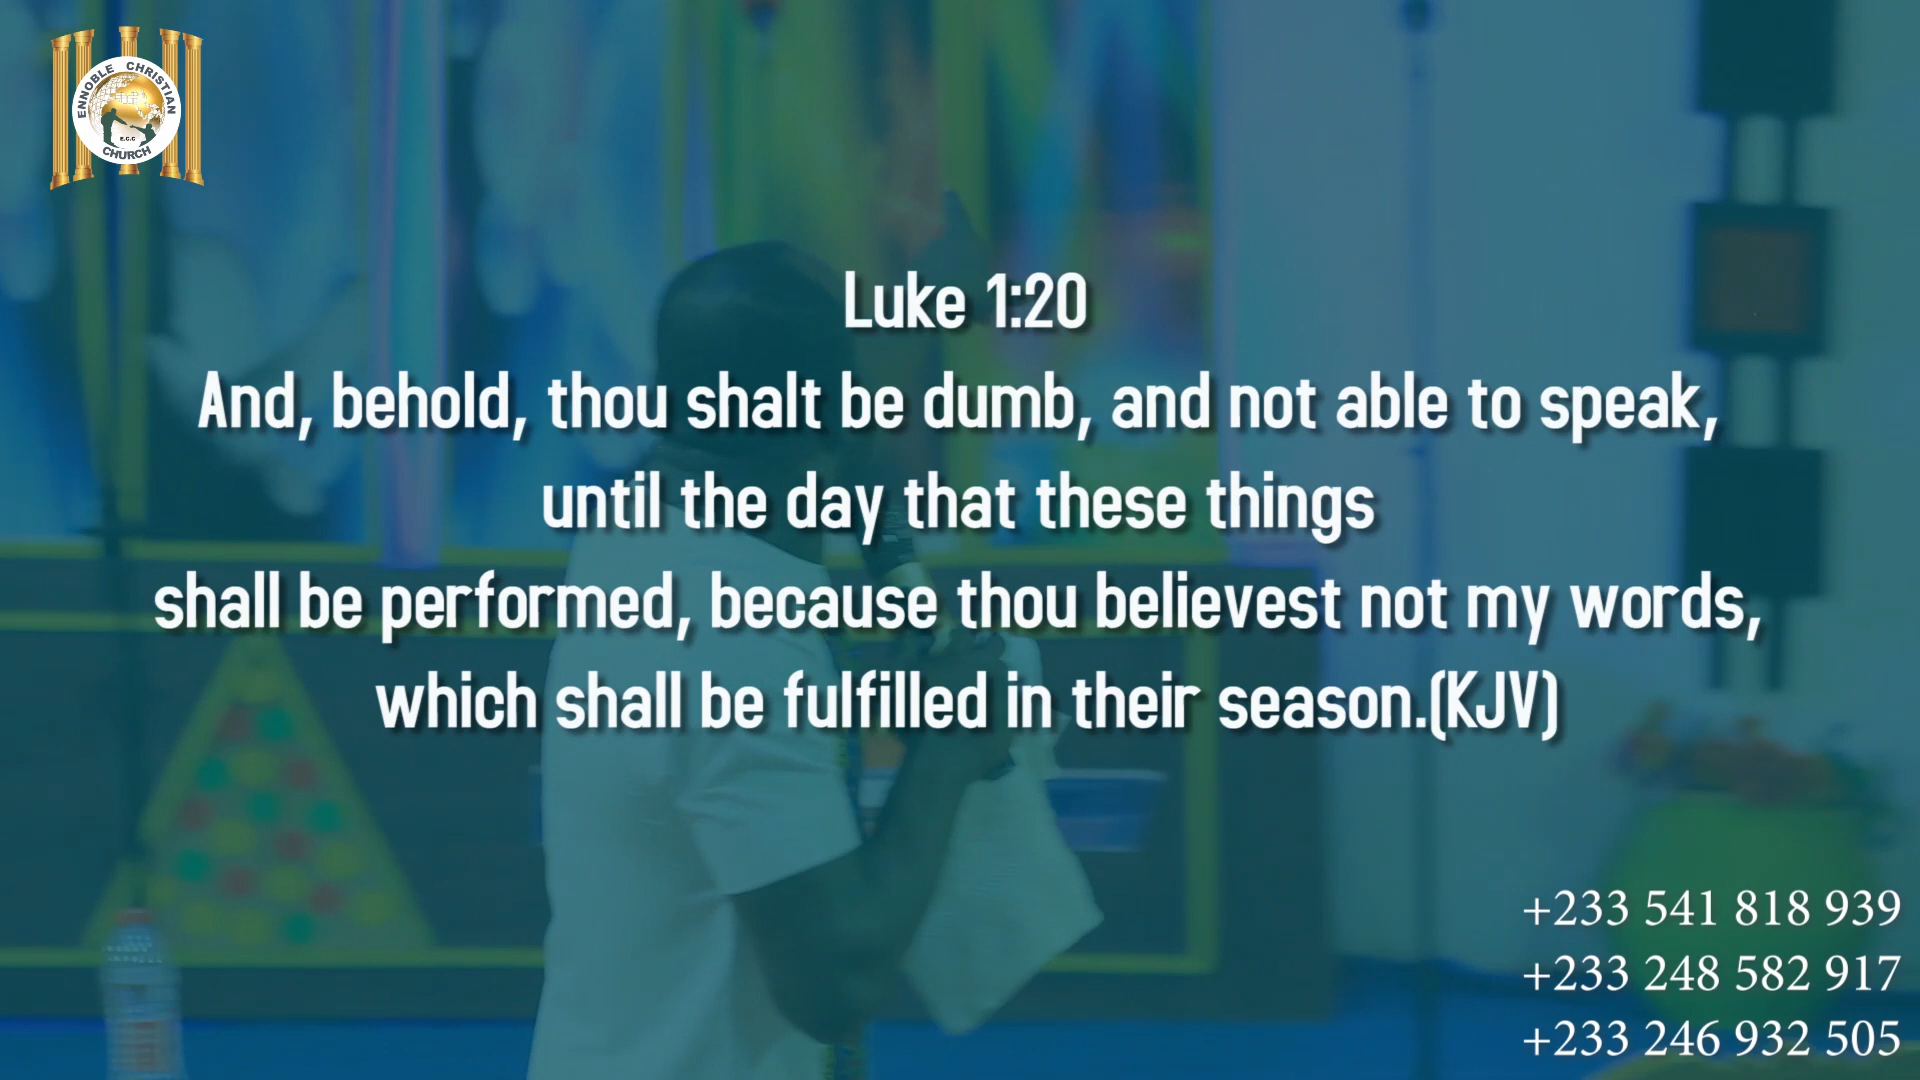 ENNOBLE CHRISTIAN
E.C.C
CHURCH
Luke 1:20
And, behold, thou shalt be dumb, and not able to speak,
until the day that these things
shall be performed, because thou believest not my words,
which shall be fulfilled in their season.(KJV)
+233 541 818 939
+233 248 582 917
+233 246 932 505